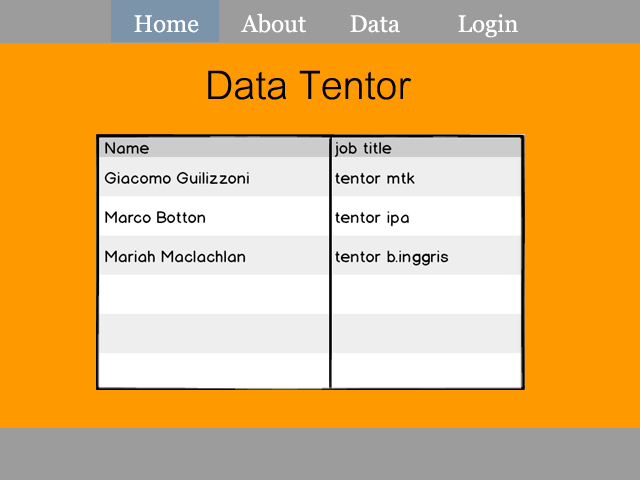 Home About Data Login
Data Tentor
Name job title
Giacomo Guilizzoni tentor mtk
Marco Botton tentor ipa
Mariah Maclachlan tentor b.inggris